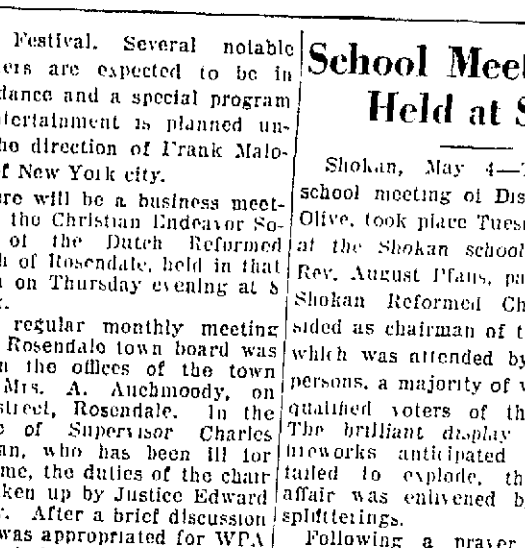 Festival. Several notable
ers are expected to be in
dance and a special program
tertainment is planned un-
he direction of Frank Malo-
f New York city.
re will be a business meet-
the Christian Endeavor So-
of the Dutch Reformed
h of Rosendale, held in that
on Thursday evening at 8
regular monthly meeting
Rosendale town board was
n the offices of the town
Mrs. A. Auchmoody, on
street, Rosendale. In the
e of Supervisor Charles
an, who has been ill for
me, the duties of the chair
ken up by Justice Edward
r. After a brief discussion
was appropriated for WPA
School Meet
Held at S
Shokan, May 4—T
school meeting of Dis
Olive, took place Tues
at the Shokan school
Rev. August Pfaus, pa
Shokan Reformed Ch
sided as chairman of t
which was attended by
persons, a majority of
qualified voters of th
The brilliant display
fireworks anticipated
failed to explode, th
affair was enlivened b
splitterings.
Following a prayer